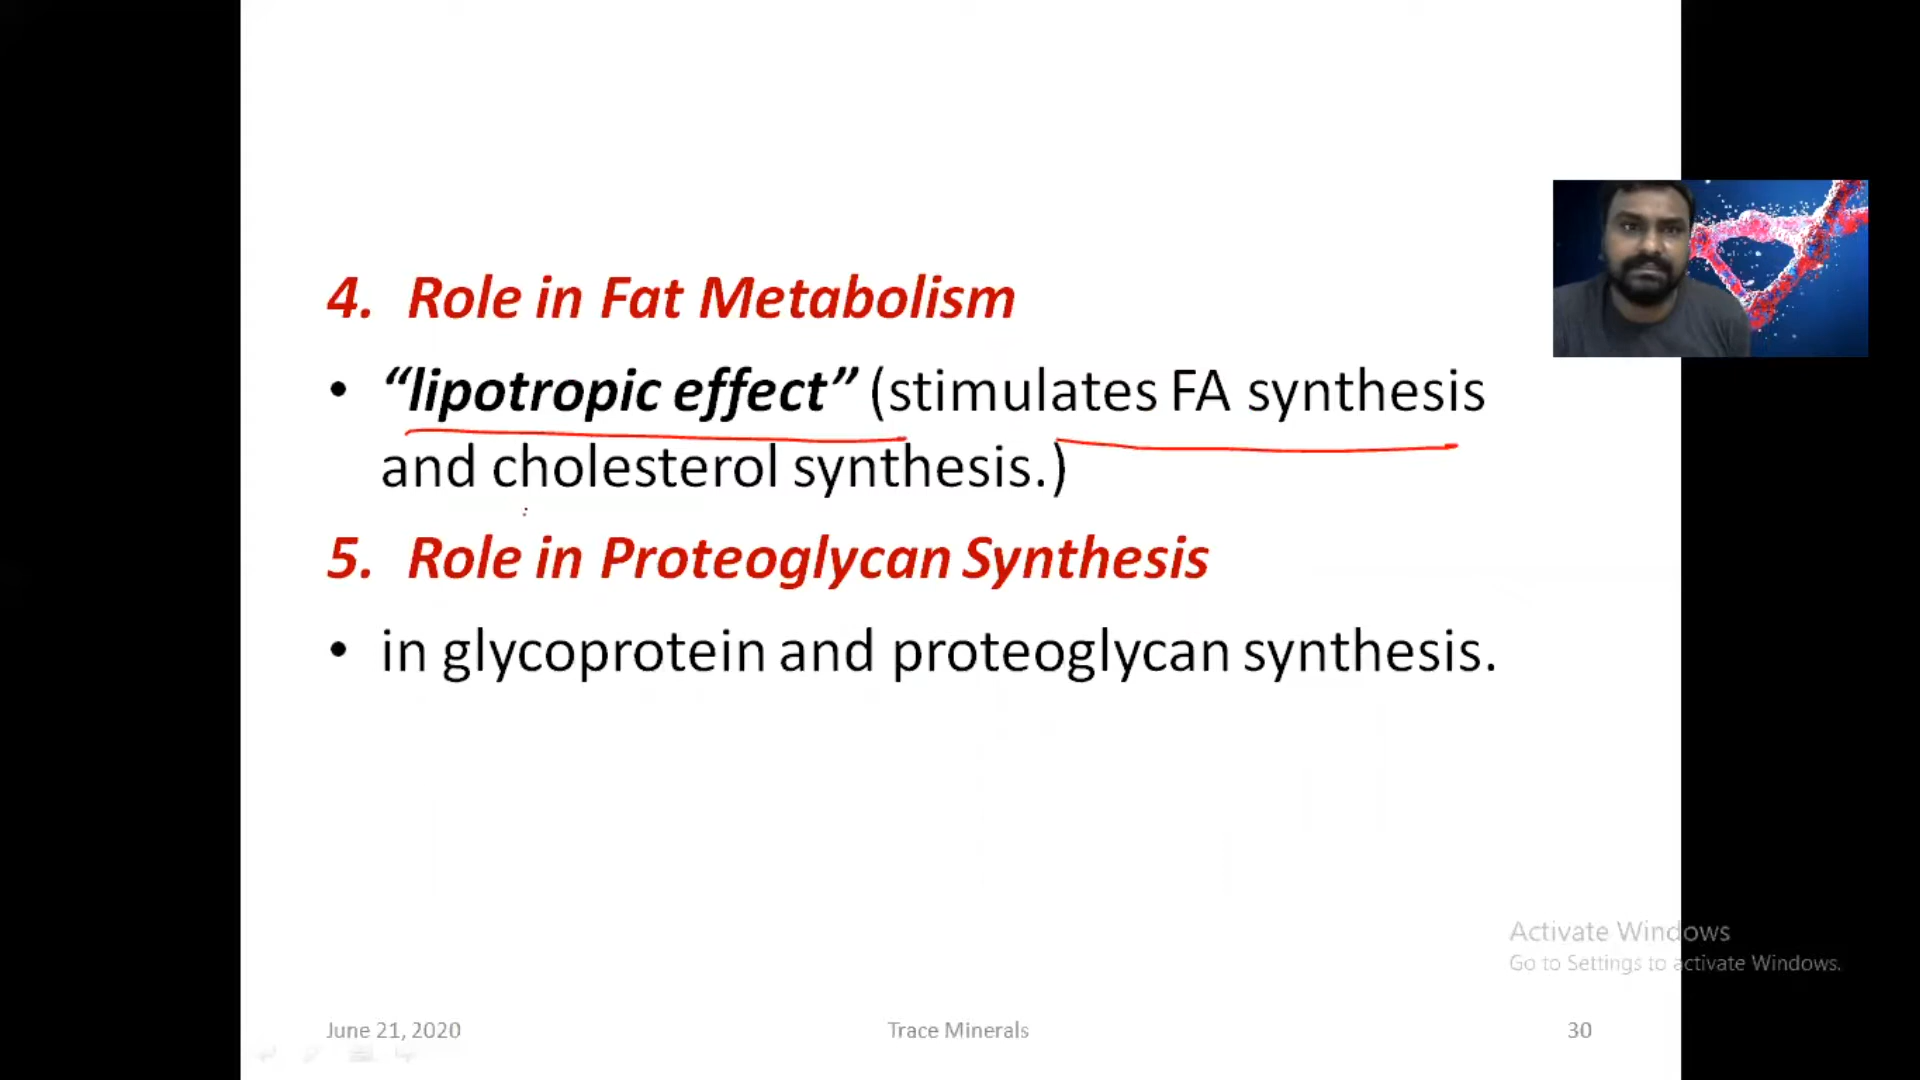 4. Role in Fat Metabolism
• “lipotropic effect” (stimulates FA synthesis
and cholesterol synthesis.)
5. Role in Proteoglycan Synthesis
• in glycoprotein and proteoglycan synthesis.
Activate Windows
Go to Settings to activate Windows.
June 21, 2020
Trace Minerals
30